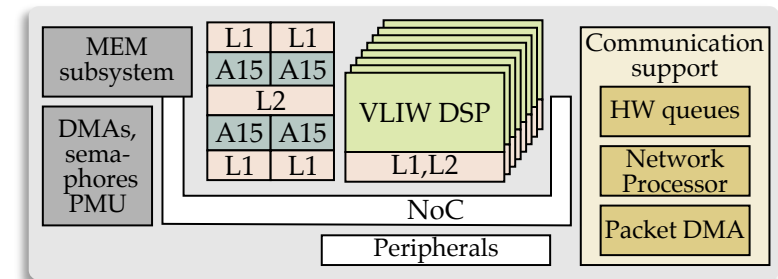 MEM
subsystem
DMAs,
sema-
phores
PMU
L1 L1
A15 A15
L2
A15 A15
L1 L1
VLIW DSP
L1,L2
NoC
Peripherals
Communication
support
HW queues
Network
Processor
Packet DMA